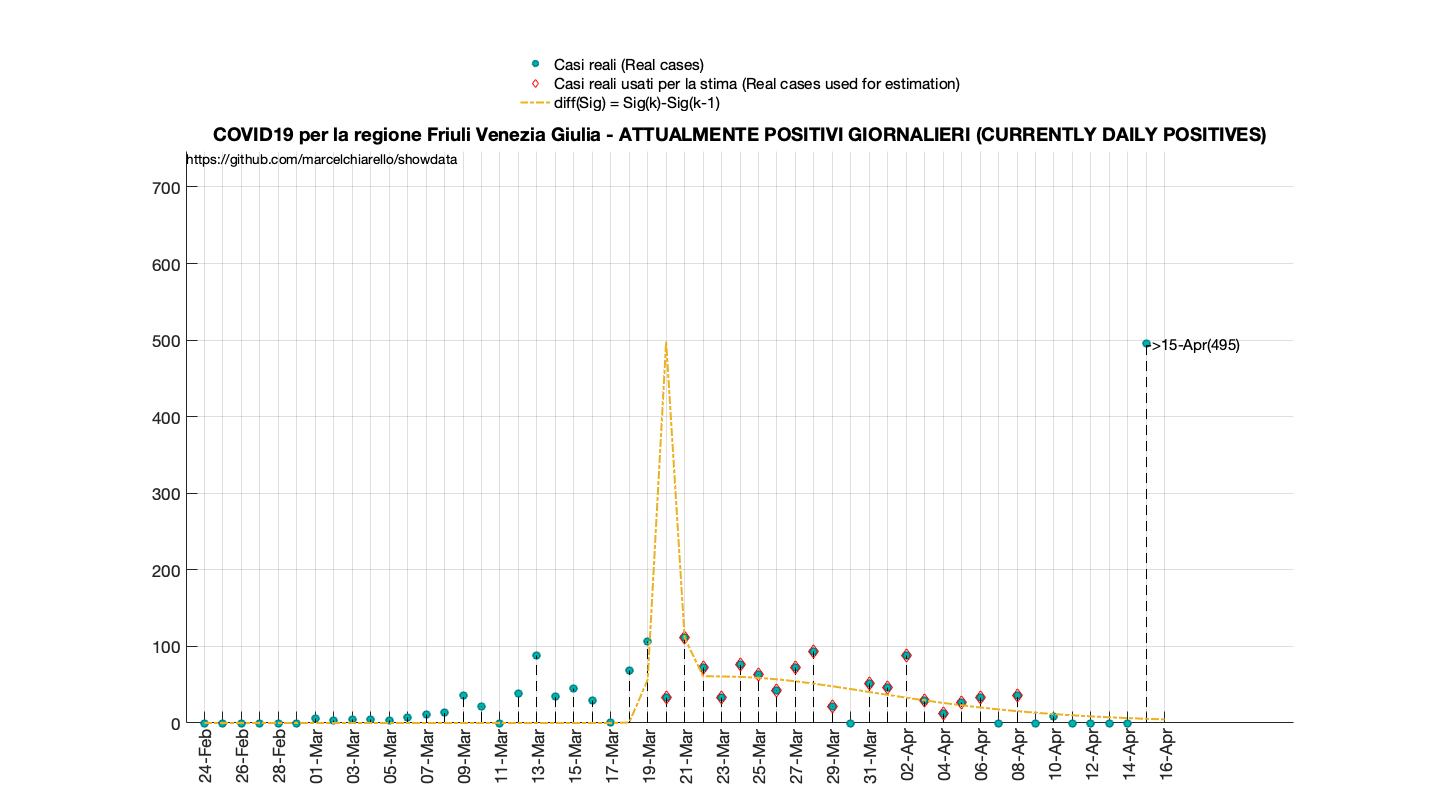 Casi reali (Real cases)
Casi reali usati per la stima (Real cases used for estimation)
diff(Sig) = Sig(k)-Sig(k-1)
COVID19 per la regione Friuli Venezia Giulia - ATTUALMENTE POSITIVI GIORNALIERI (CURRENTLY DAILY POSITIVES)
https://github.com/marcelchiarello/showdata
700
600
500
400
300
200
100
0
->15-Apr(495)
24-Feb
26-Feb
28-Feb
01-Mar
03-Mar
05-Mar
07-Mar
09-Mar
11-Mar
13-Mar
15-Mar
17-Mar
19-Mar
21-Mar
23-Mar
25-Mar
27-Mar
29-Mar
31-Mar
02-Apr
04-Apr
06-Apr
08-Apr
10-Apr
12-Apr
14-Apr
16-Apr